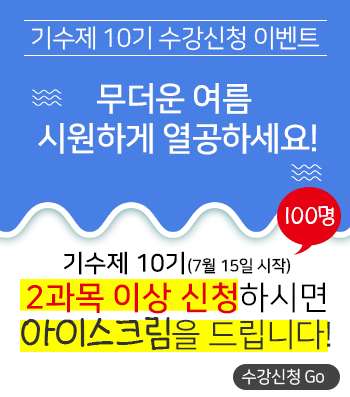 기수제 10기 수강신청 이벤트
무더운 여름
시원하게 열공하세요!
100명
기수제 10기(7월 15일 시작)
2과목 이상 신청하시면
아이스크림을 드립니다!
수강신청 Go